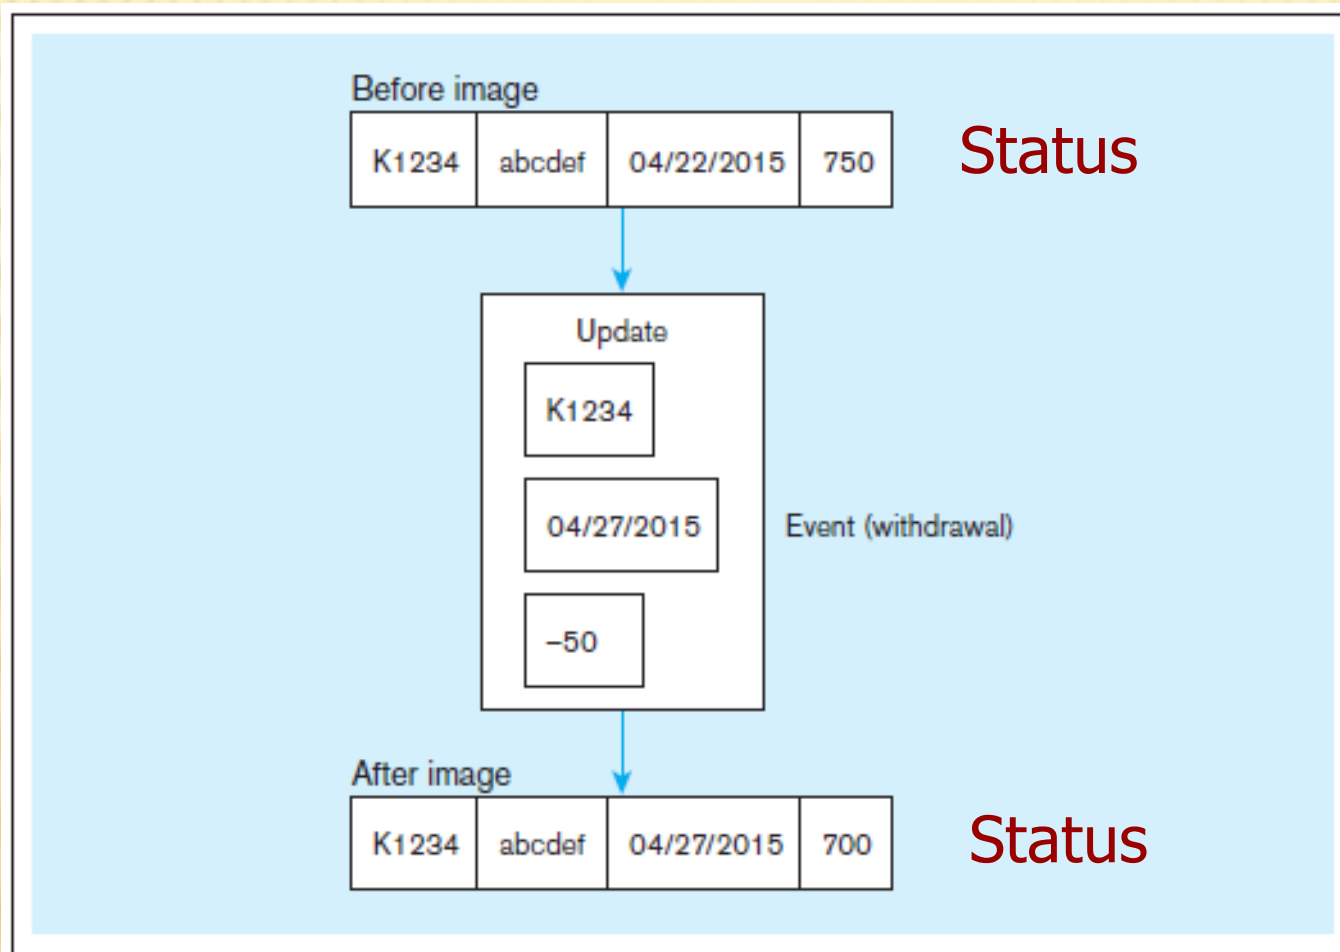 Before image
K1234 abcdef 04/22/2015 750 Status
Update
K1234
04/27/2015 Event (withdrawal)
–50
After image
K1234 abcdef 04/27/2015 700 Status